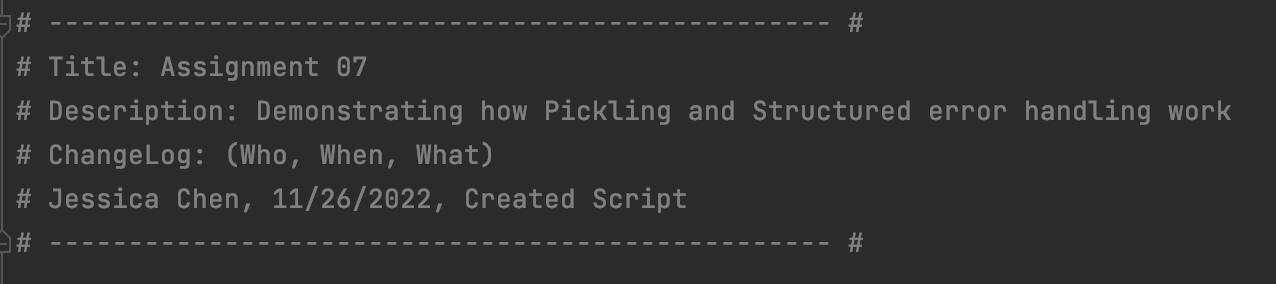 # ------------------------------------------------- #
# Title: Assignment 07
# Description: Demonstrating how Pickling and Structured error handling work
# ChangeLog: (Who, When, What)
# Jessica Chen, 11/26/2022, Created Script
# ------------------------------------------------- #